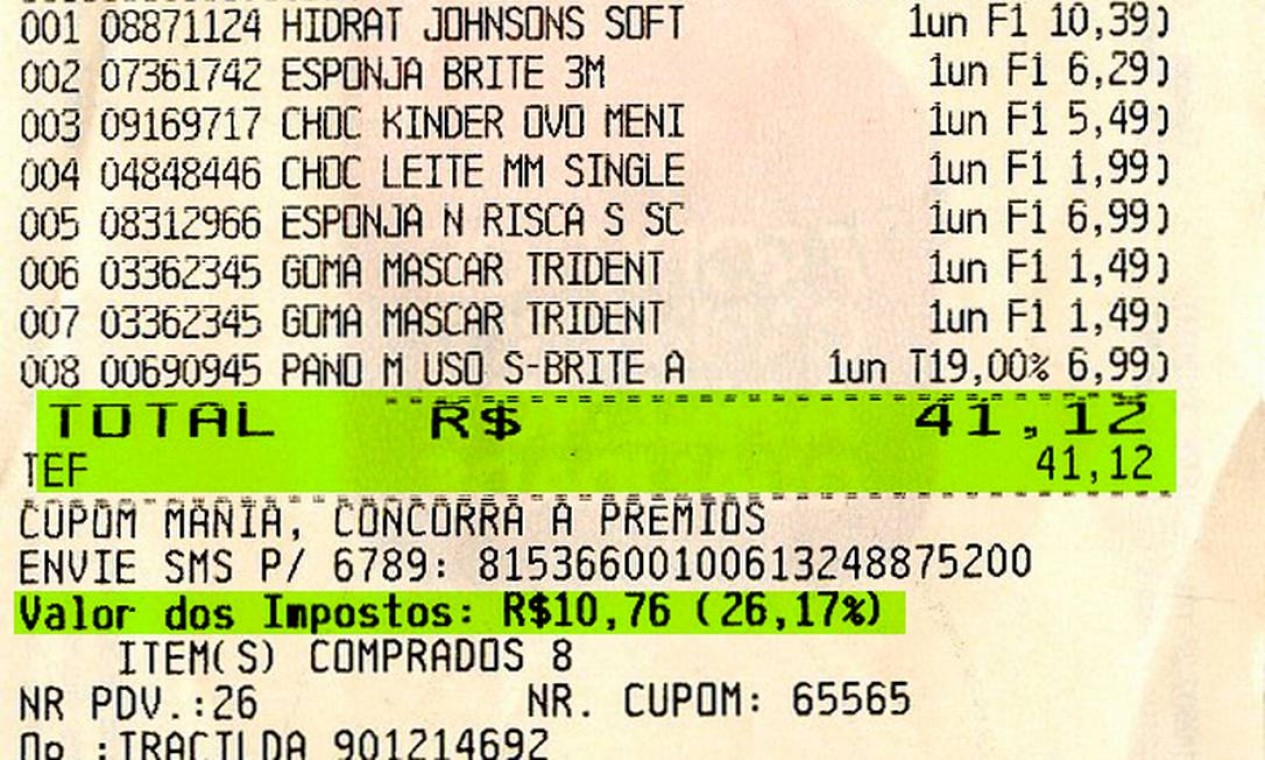 001 08871124 HIDRAT JOHNSONS SOFT 1un F1 10,39)
002 07361742 ESPONJA BRITE 3M 1un F1 6,29)
003 09169717 CHOC KINDER OVO MENI 1un F1 5,49)
004 04848446 CHOC LEITE MM SINGLE 1un F1 1,99)
005 08312966 ESPONJA N RISCA S SC 1un F1 6,99)
006 03362345 GOMA MASCAR TRIDENT 1un F1 1,49)
007 03362345 GOMA MASCAR TRIDENT 1un F1 1,49)
008 00690945 PANO M USO S-BRITE A 1un T19,00% 6,99)
TOTAL R$ 41,12
TEF 41,12
CUPOM MANIA, CONCORRA A PREMIOS
ENVIE SMS P/ 6789: 81536600100613248875200
Valor dos Impostos: R$10,76 (26,17%)
ITEM(S) COMPRADOS 8
NR PDV.:26 NR. CUPOM: 65565
Op.:IRACILDA 901214692